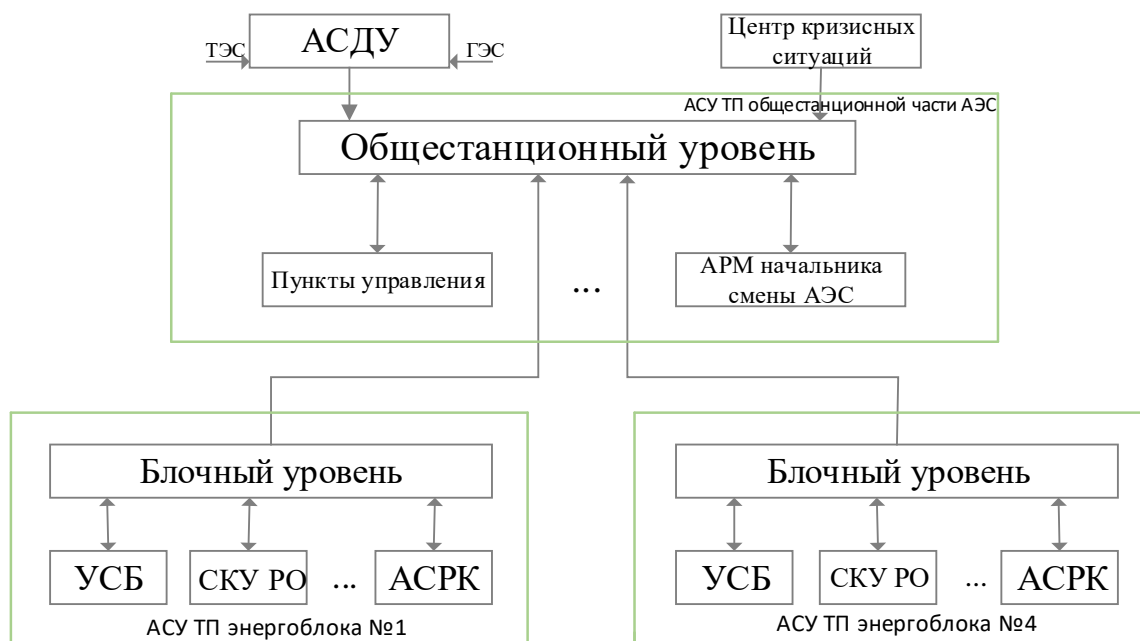 ТЭС
АСДУ
ГЭС
Центр кризисных
ситуаций
АСУ ТП общестанционной части АЭС
Общестанционный уровень
Пункты управления
...
АРМ начальника
смены АЭС
Блочный уровень
УСБ
СКУ РО
...
АСРК
АСУ ТП энергоблока №1
Блочный уровень
УСБ
СКУ РО
...
АСРК
АСУ ТП энергоблока №4